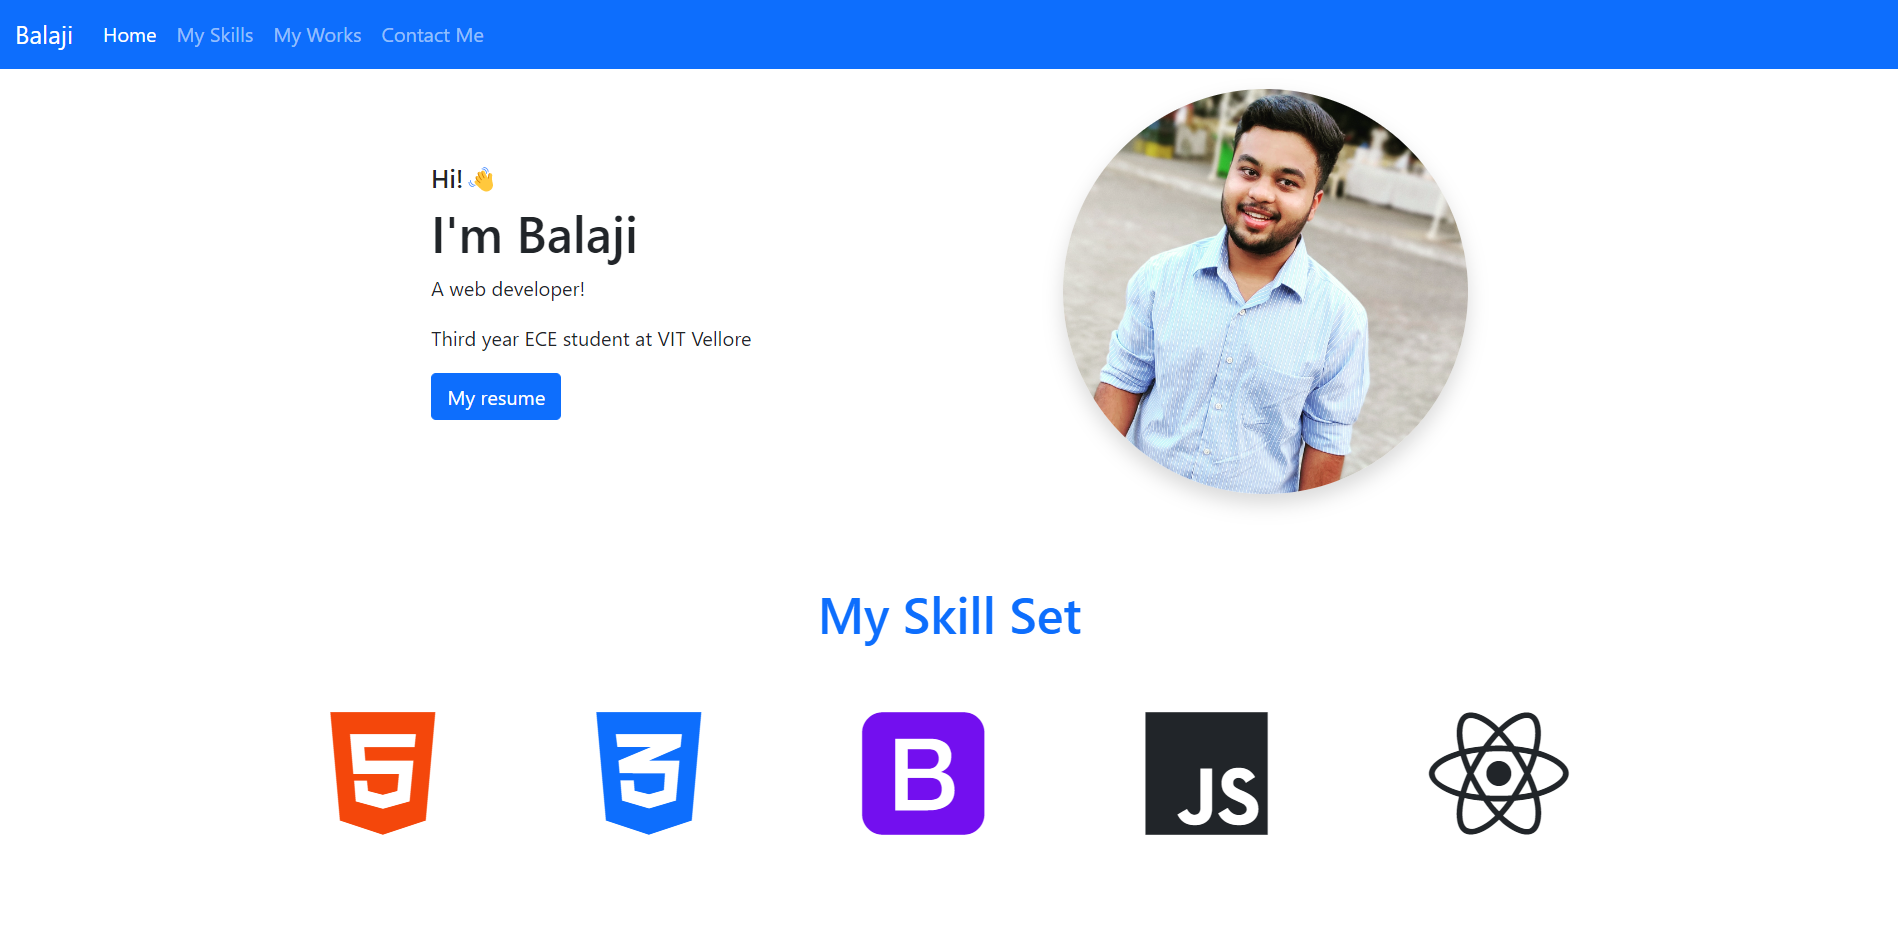 Balaji Home My Skills My Works Contact Me
Hi! 👋
I'm Balaji
A web developer!
Third year ECE student at VIT Vellore
My resume
My Skill Set
5 3 B JS